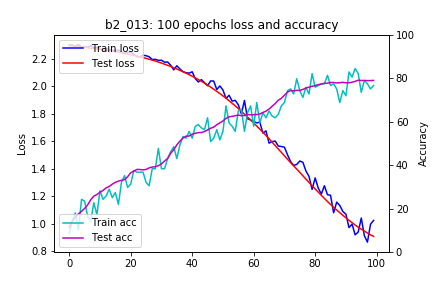 b2_013: 100 epochs loss and accuracy
Train loss
Test loss
Train acc
Test acc
Loss
2.2
2.0
1.8
1.6
1.4
1.2
1.0
0.8
0
20
40
60
80
100
100
80
60
40
20
0
Accuracy